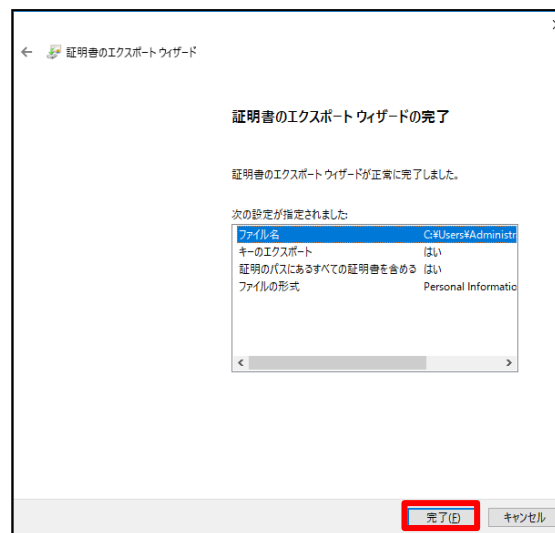 証明書のエクスポート ウィザード
証明書のエクスポート ウィザードの完了
証明書のエクスポート ウィザードが正常に完了しました。
次の設定が指定されました:
ファイル名 C:¥Users¥Administr
キーのエクスポート はい
証明のパスにあるすべての証明書を含める はい
ファイルの形式 Personal Informatio
完了(F) キャンセル